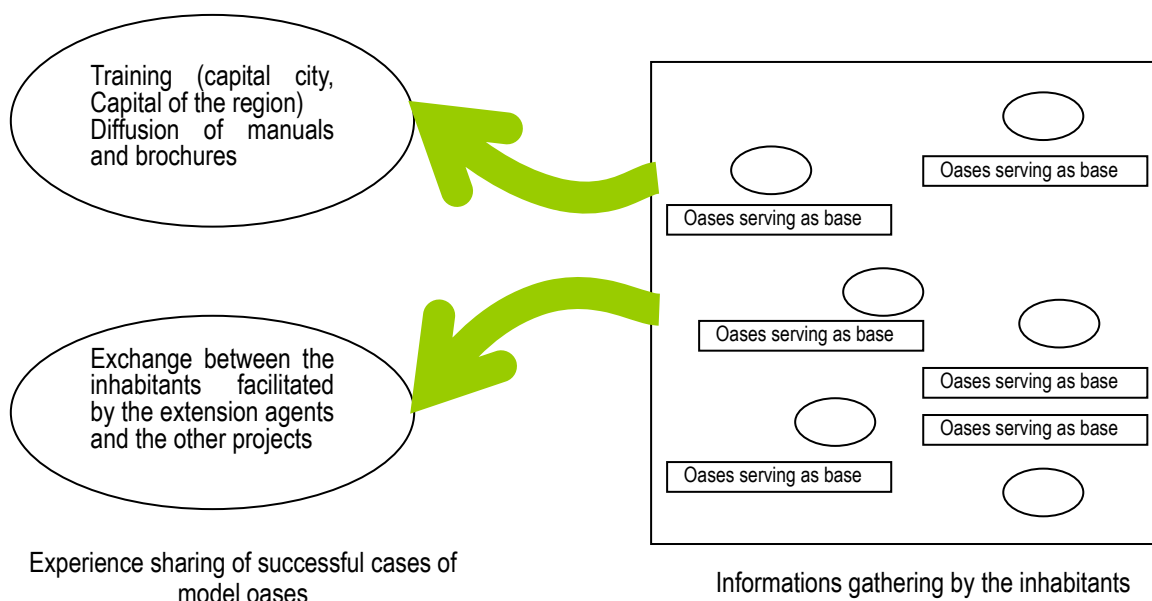 Training (capital city,
Capital of the region)
Diffusion of manuals
and brochures
Exchange between the
inhabitants facilitated
by the extension agents
and the other projects
Experience sharing of successful cases of
model oases
Oases serving as base
Oases serving as base
Oases serving as base
Oases serving as base
Oases serving as base
Oases serving as base
Informations gathering by the inhabitants